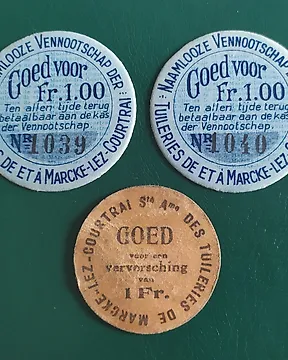 NAAMLOOZE VENNOOTSCHAP DER
TUILERIES DE ET À MARCKE-LEZ-COURTRAI
Goed voor
Fr. 1.00
Ten allen tijde terug
betaalbaar aan de kas
der Vennootschap.
No 1039
NAAMLOOZE VENNOOTSCHAP DER
TUILERIES DE ET À MARCKE-LEZ-COURTRAI
Goed voor
Fr. 1.00
Ten allen tijde terug
betaalbaar aan de kas
der Vennootschap.
No 1040
Sté Ame DES TUILERIES DE MARCKE-LEZ-COURTRAI
GOED
voor een
ververssching
van
1 Fr.